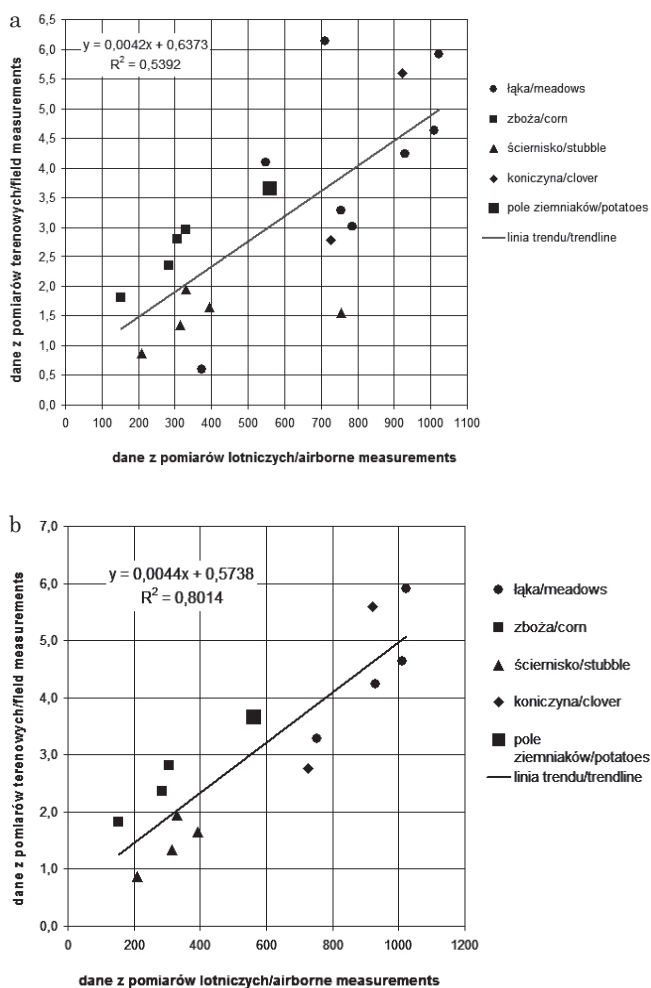 a
dane z pomiarów terenowych/field measurements
6,5
6,0
5,5
5,0
4,5
4,0
3,5
3,0
2,5
2,0
1,5
1,0
0,5
0,0
y = 0,0042x + 0,6373
R² = 0,5392
0 100 200 300 400 500 600 700 800 900 1000 1100
dane z pomiarów lotniczych/airborne measurements
łąka/meadows
zboża/corn
ściernisko/stubble
koniczyna/clover
pole ziemniaków/potatoes
linia trendu/trendline
b
dane z pomiarów terenowych/field measurements
7,0
6,0
5,0
4,0
3,0
2,0
1,0
0,0
y = 0,0044x + 0,5738
R² = 0,8014
0 200 400 600 800 1000 1200
dane z pomiarów lotniczych/airborne measurements
łąka/meadows
zboża/corn
ściernisko/stubble
koniczyna/clover
pole
ziemniaków/potatoes
linia trendu/trendline